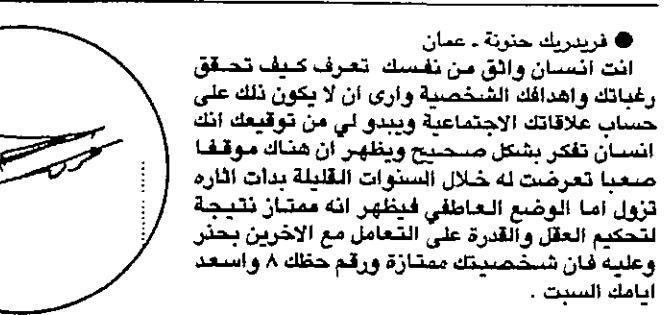 ● فريدريك حنونة ـ عمان
انت انسان واثق من نفسك تعرف كيف تحقق
رغباتك واهدافك الشخصية وارى ان لا يكون ذلك على
حساب علاقاتك الاجتماعية ويبدو لي من توقيعك أنك
انسان تفكر بشكل صحيح ويظهر ان هناك موقفا
صعبا تعرضت له خلال السنوات القليلة بدات اثاره
تزول اما الوضع العاطفي فيظهر انه ممتاز نتيجة
لتحكيم العقل والقدرة على التعامل مع الاخرين بحذر
وعليه فان شخصيتك ممتازة ورقم حظك ٨ واسعد
ايامك السبت .